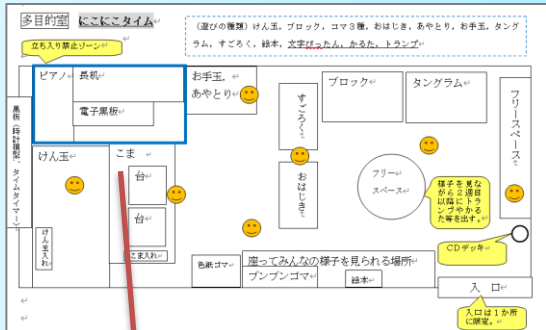 多目的室 にこにこタイム
（遊びの種類）けん玉、ブロック、コマ3種、おはじき、あやとり、お手玉、タング
ラム、すごろく、絵本、文字ぴったん、かるた、トランプ
立ち入り禁止ゾーン
ピアノ
長机
電子黒板
お手玉、
あやとり
すごろく
おはじき
ブロック
タングラム
フリースペース
黒板（時計模型、タイムタイマー）
けん玉
けん玉入れ
こま
台
台
こま入れ
フリー
スペース
様子を見な
がら2週目
以降にトラ
ンプやかる
た等を出す。
CDデッキ
色紙ゴマ
座ってみんなの様子を見られる場所
ブンブンゴマ
絵本
入 口
入口は1か所
に限定。